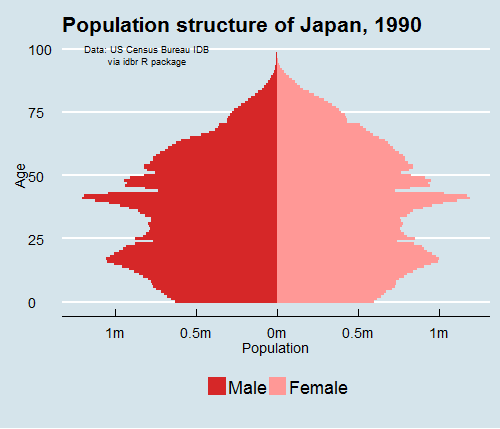 Population structure of Japan, 1990
Data: US Census Bureau IDB
via idbr R package
100
75
50
25
0
Age
1m 0.5m 0m 0.5m 1m
Population
Male Female